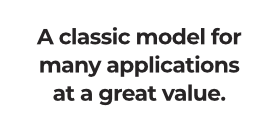 A classic model for
many applications
at a great value.